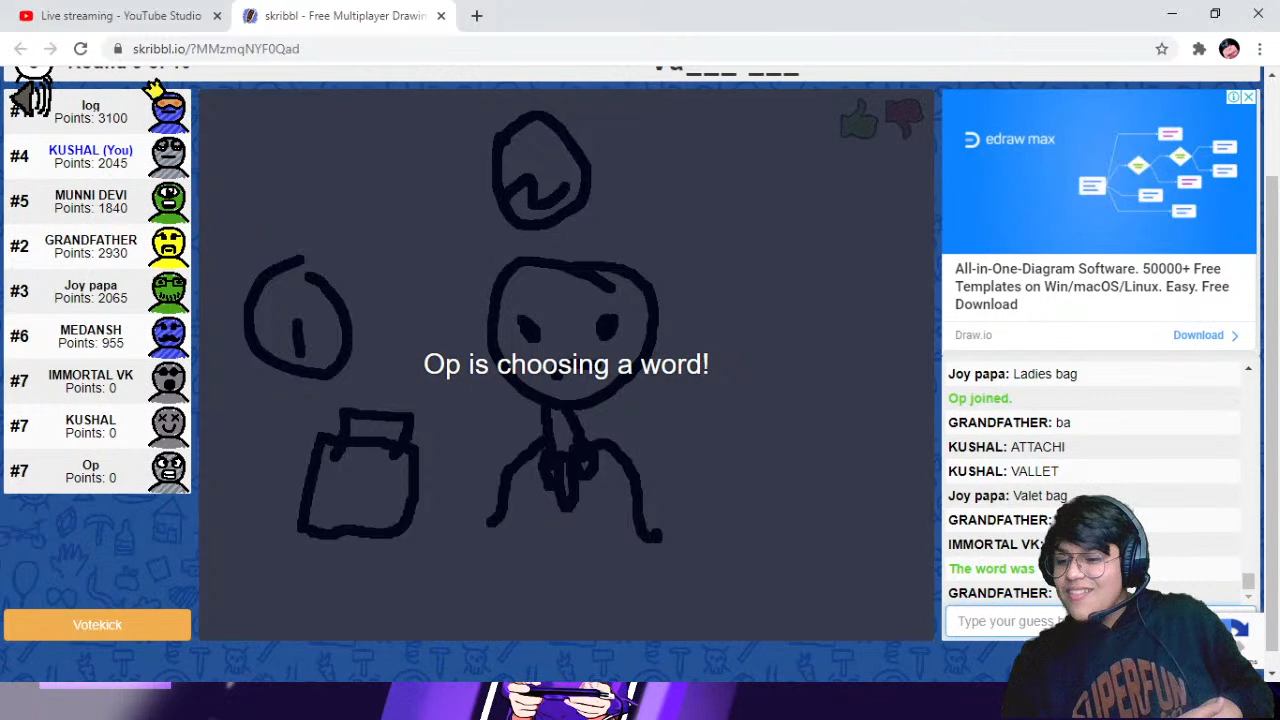 Live streaming - YouTube Studio
skribbl - Free Multiplayer Drawin
skribbl.io/?MMzmqNYF0Qad
Va___ ___
log
Points: 3100
#4 KUSHAL (You)
Points: 2045
#5 MUNNI DEVI
Points: 1840
#2 GRANDFATHER
Points: 2930
#3 Joy papa
Points: 2065
#6 MEDANSH
Points: 955
#7 IMMORTAL VK
Points: 0
#7 KUSHAL
Points: 0
#7 Op
Points: 0
Votekick
Op is choosing a word!
edraw max
All-in-One-Diagram Software. 50000+ Free
Templates on Win/macOS/Linux. Easy. Free
Download
Draw.io
Download
Joy papa: Ladies bag
Op joined.
GRANDFATHER: ba
KUSHAL: ATTACHI
KUSHAL: VALLET
Joy papa: Valet bag
GRANDFATHER:
IMMORTAL VK:
The word was
GRANDFATHER:
Type your guess
SUPERFUN